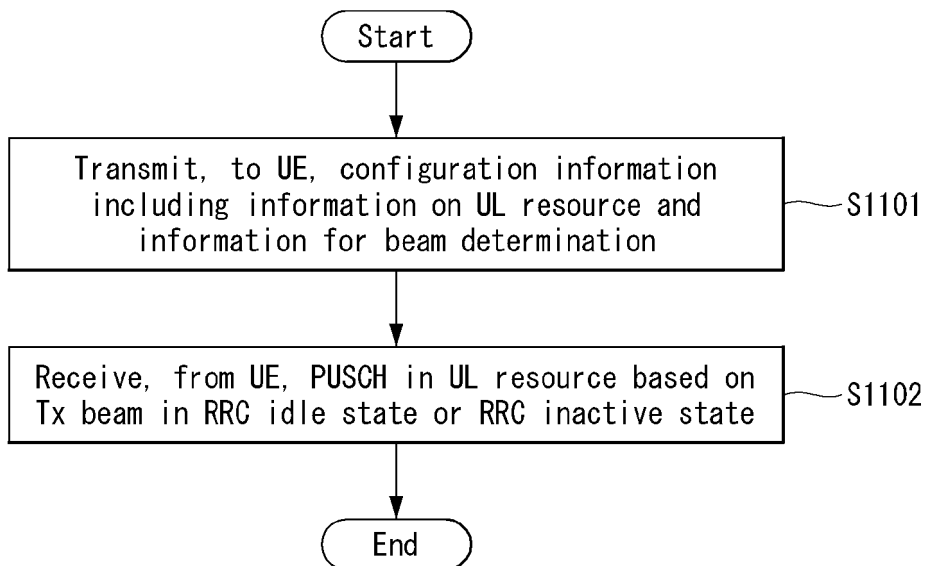 Start
Transmit, to UE, configuration information
including information on UL resource and
information for beam determination
S1101
Receive, from UE, PUSCH in UL resource based on
Tx beam in RRC idle state or RRC inactive state
S1102
End